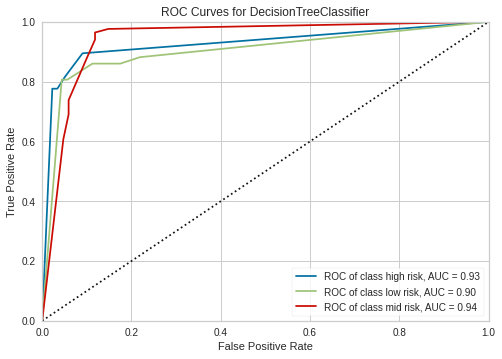 ROC Curves for DecisionTreeClassifier
1.0
0.8
0.6
0.4
0.2
0.0
True Positive Rate
0.0 0.2 0.4 0.6 0.8 1.0
False Positive Rate
ROC of class high risk, AUC = 0.93
ROC of class low risk, AUC = 0.90
ROC of class mid risk, AUC = 0.94